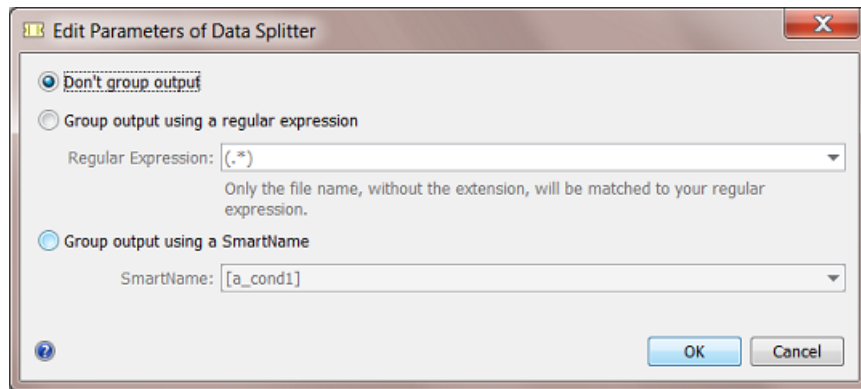 Edit Parameters of Data Splitter
Don't group output
Group output using a regular expression
Regular Expression: (.*)
Only the file name, without the extension, will be matched to your regular
expression.
Group output using a SmartName
SmartName: [a_cond1]
OK Cancel